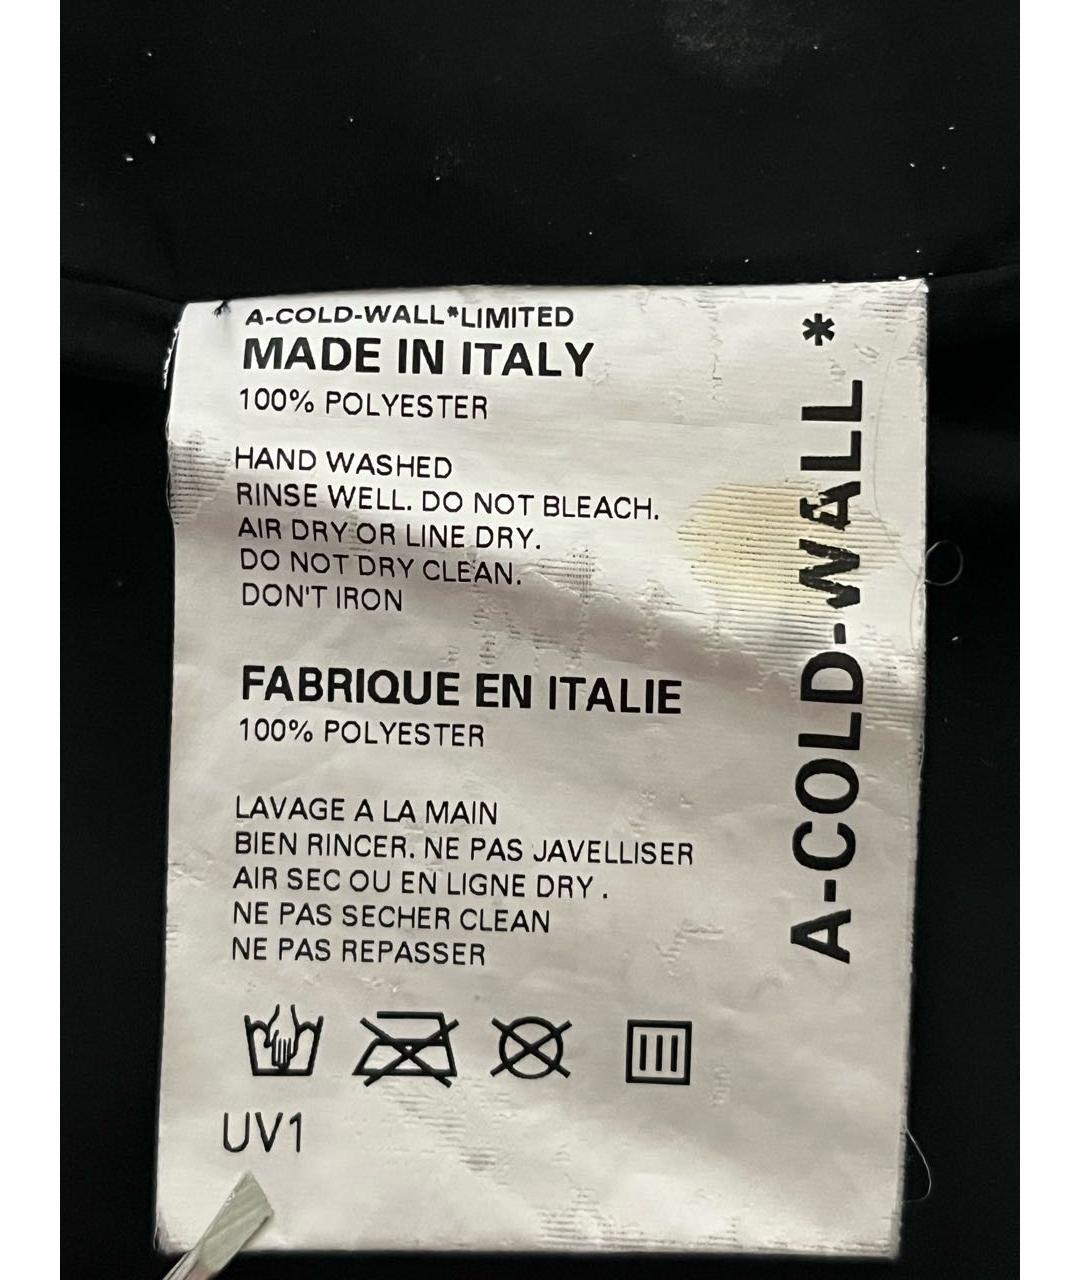 A-COLD-WALL*LIMITED
MADE IN ITALY
100% POLYESTER
HAND WASHED
RINSE WELL. DO NOT BLEACH.
AIR DRY OR LINE DRY.
DO NOT DRY CLEAN.
DON'T IRON
FABRIQUE EN ITALIE
100% POLYESTER
LAVAGE A LA MAIN
BIEN RINCER. NE PAS JAVELLISER
AIR SEC OU EN LIGNE DRY .
NE PAS SECHER CLEAN
NE PAS REPASSER
UV1
A-COLD-WALL*